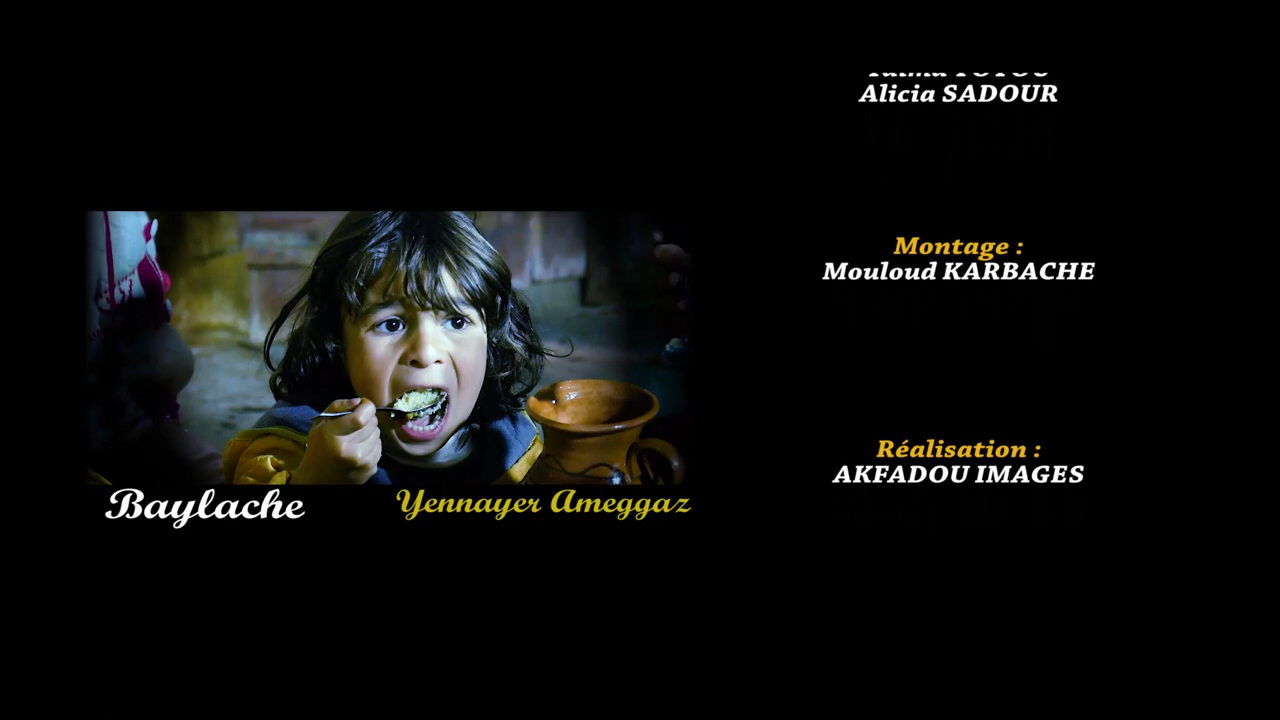 Alicia SADOUR
Montage :
Mouloud KARBACHE
Réalisation :
AKFADOU IMAGES
Baylache
Yennayer Ameggaz